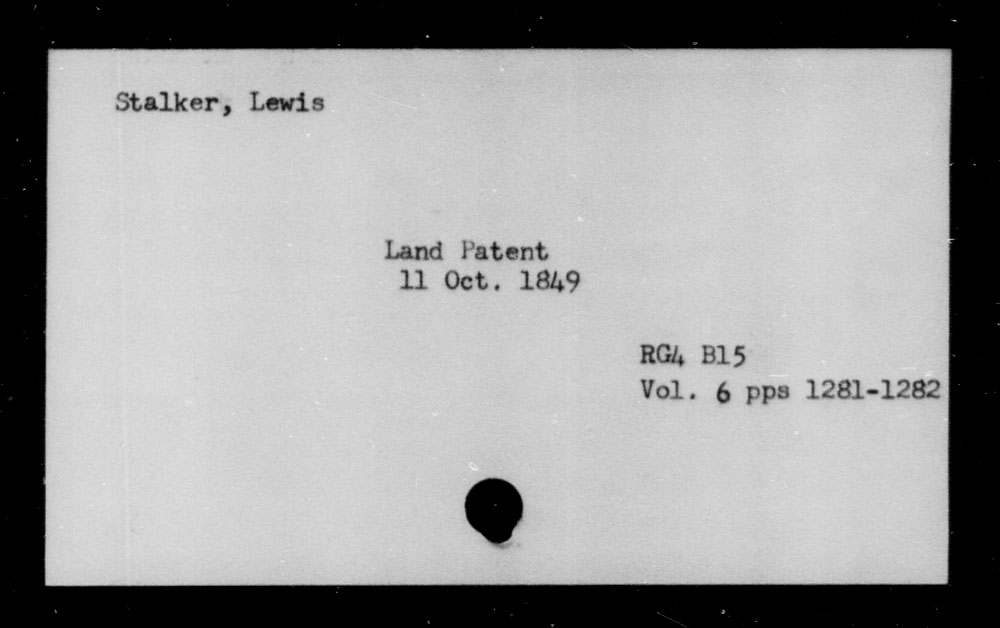 Stalker, Lewis
Land Patent
11 Oct. 1849
RG4 B15
Vol. 6 pps 1281-1282